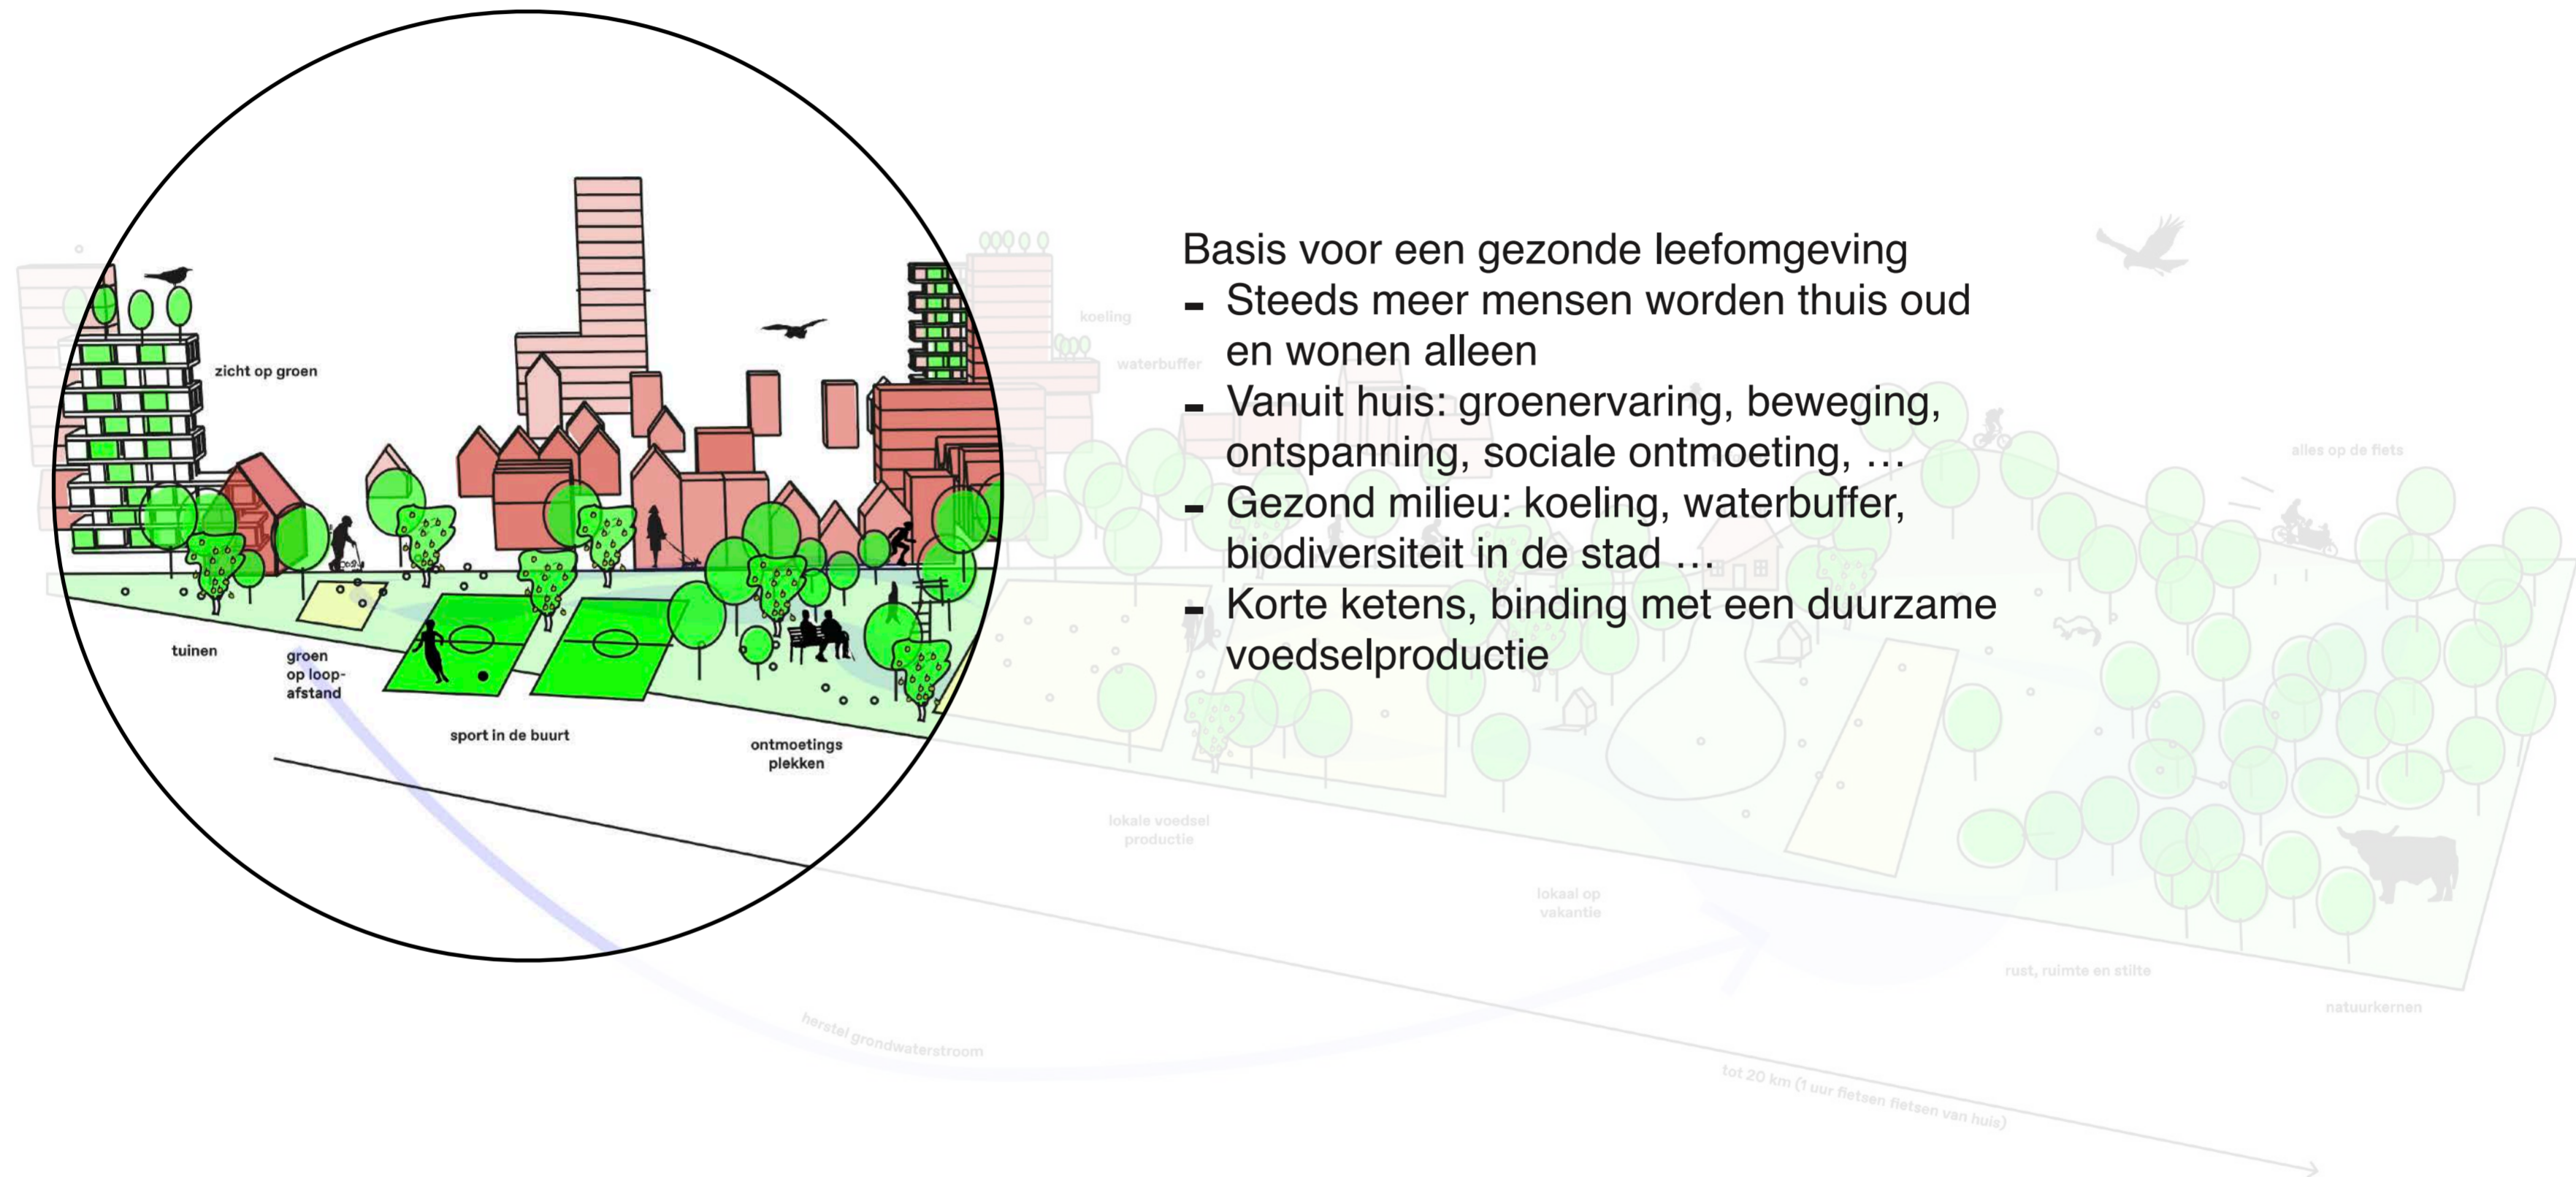 Basis voor een gezonde leefomgeving
- Steeds meer mensen worden thuis oud
en wonen alleen
- Vanuit huis: groenervaring, beweging,
ontspanning, sociale ontmoeting, …
- Gezond milieu: koeling, waterbuffer,
biodiversiteit in de stad …
- Korte ketens, binding met een duurzame
voedselproductie
zicht op groen
tuinen
groen
op loop-
afstand
sport in de buurt
ontmoetings
plekken
koeling
waterbuffer
alles op de fiets
lokale voedsel
productie
lokaal op
vakantie
rust, ruimte en stilte
natuurkernen
herstel grondwaterstroom
tot 20 km (1 uur fietsen fietsen van huis)